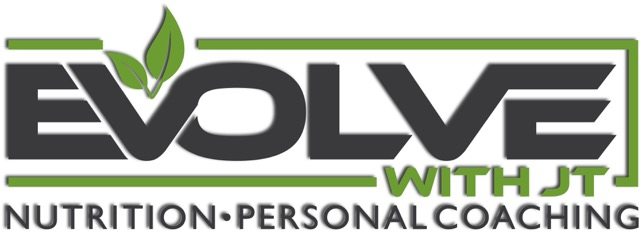 EVOLVE
WITH JT
NUTRITION•PERSONAL COACHING